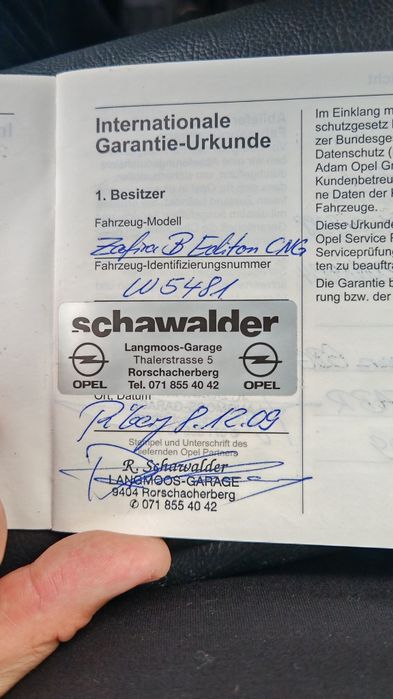 Internationale
Garantie-Urkunde
1. Besitzer
Fahrzeug-Modell
Zafira B Edition CNG
Fahrzeug-Identifizierungsnummer
W5481
schawalder
Langmoos-Garage
Thalerstrasse 5
Rorschacherberg
Tel. 071 855 40 42
OPEL
OPEL
Ort, Datum
R'berg 8.12.09
Stempel und Unterschrift des
liefernden Opel Partners
R. Schawalder
LANGMOOS-GARAGE
9404 Rorschacherberg
✆ 071 855 40 42
Im Einklang m
schutzgesetz
zer Bundesge
Datenschutz (
Adam Opel G
Kundenbetreu
ne Daten der
Fahrzeuge.
Diese Urkunde
Opel Service
Serviceprüfun
ten zu beauftra
Die Garantie b
rung bzw. der